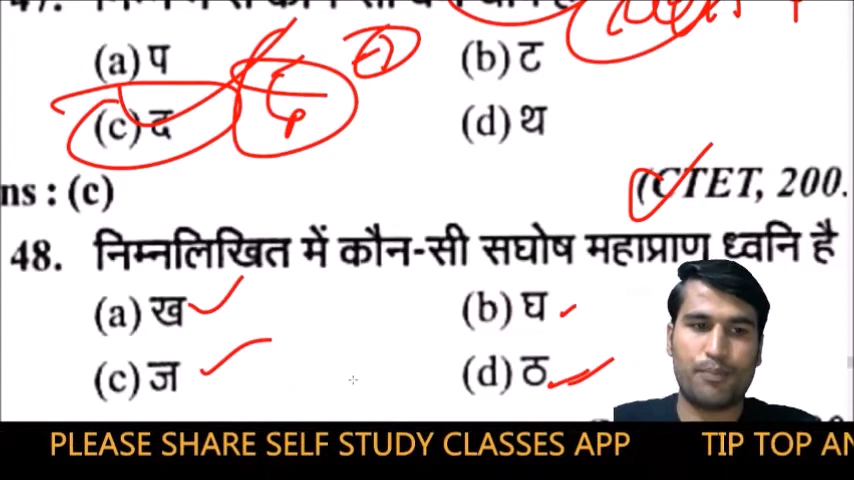 (a) प (b) ट
(c) द (d) थ
ns : (c) (CTET, 200.
48. निम्नलिखित में कौन-सी सघोष महाप्राण ध्वनि है
(a) ख (b) घ
(c) ज (d) ठ
PLEASE SHARE SELF STUDY CLASSES APP TIP TOP AN